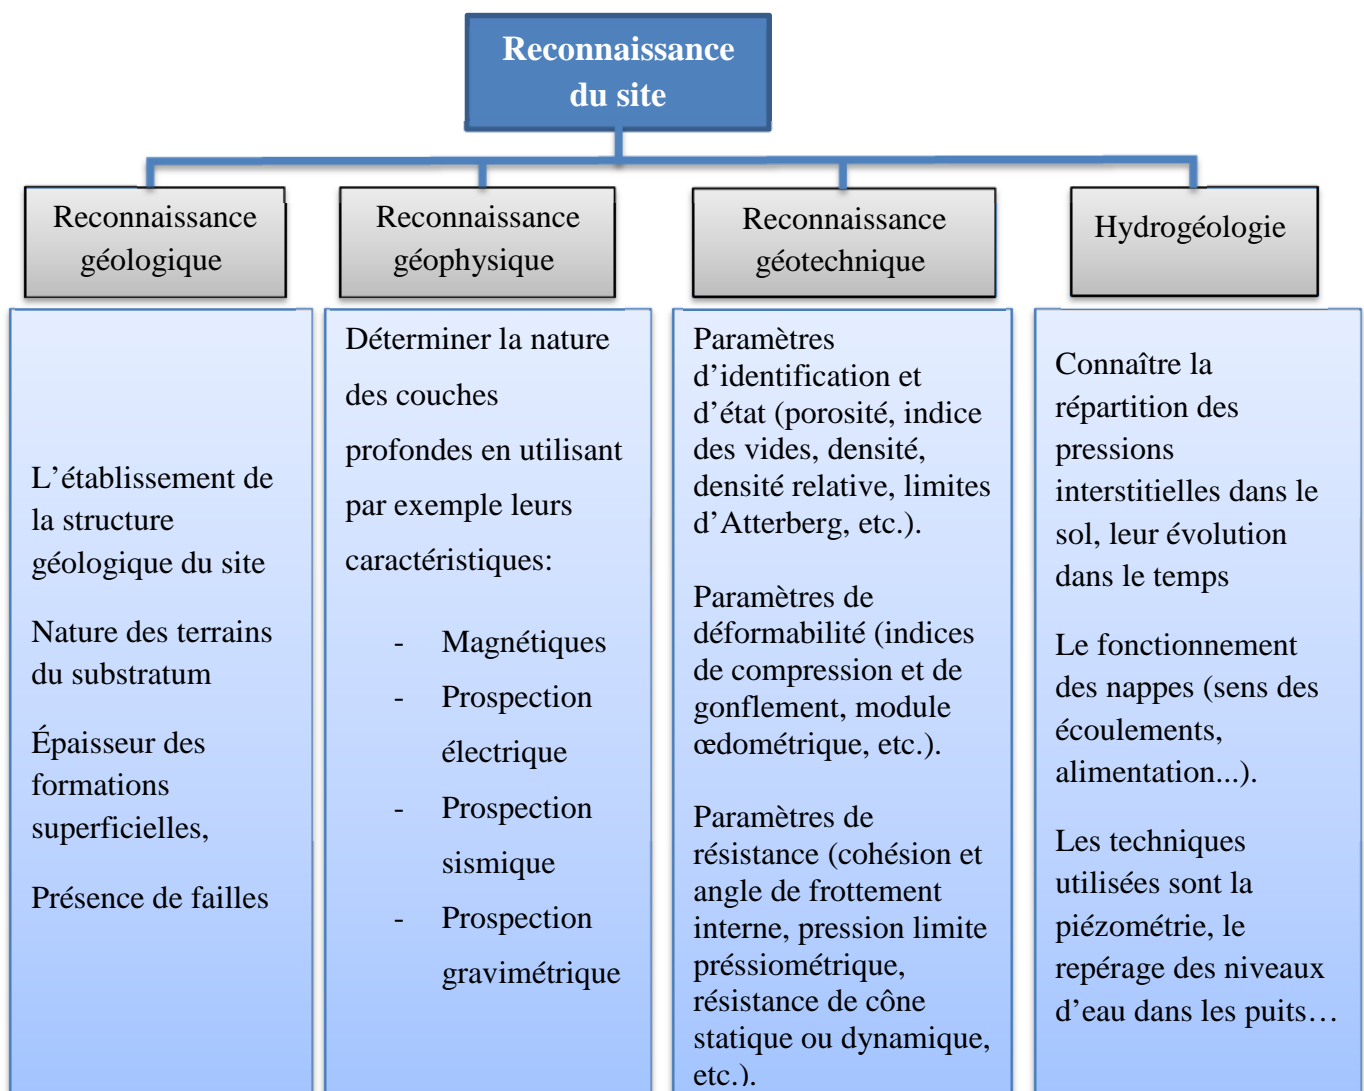 Reconnaissance
du site
Reconnaissance
géologique
Reconnaissance
géophysique
Reconnaissance
géotechnique
Hydrogéologie
L’établissement de
la structure
géologique du site
Nature des terrains
du substratum
Épaisseur des
formations
superficielles,
Présence de failles
Déterminer la nature
des couches
profondes en utilisant
par exemple leurs
caractéristiques:
- Magnétiques
- Prospection
électrique
- Prospection
sismique
- Prospection
gravimétrique
Paramètres
d’identification et
d’état (porosité, indice
des vides, densité,
densité relative, limites
d’Atterberg, etc.).
Paramètres de
déformabilité (indices
de compression et de
gonflement, module
œdométrique, etc.).
Paramètres de
résistance (cohésion et
angle de frottement
interne, pression limite
préssiométrique,
résistance de cône
statique ou dynamique,
etc.).
Connaître la
répartition des
pressions
interstitielles dans le
sol, leur évolution
dans le temps
Le fonctionnement
des nappes (sens des
écoulements,
alimentation...).
Les techniques
utilisées sont la
piézométrie, le
repérage des niveaux
d’eau dans les puits…